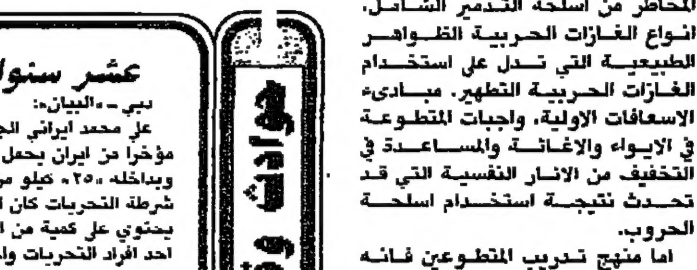 المخاطر من اسلحة التدمير الشامل،
انواع الغازات الحربية الظواهر
الطبيعية التي تدل على استخدام
الغازات الحربية التطهير. مبادىء
الاسعافات الاولية، واجبات المتطوعة
في الايواء والاغاثة والمساعدة في
التخفيف من الاثار النفسية التي قد
تحدث نتيجة استخدام اسلحة
الحروب.
اما منهج تدريب المتطوعين فانه
حوادث
عشر سنوا
دبي ـ «البيان»:
علي محمد ايراني الج
مؤخرا من ايران يحمل
وبداخله «٢٥» كيلو مر
شرطة التحريات كان ا
يحتوي على كمية من ا
احد افراد التحريات وا